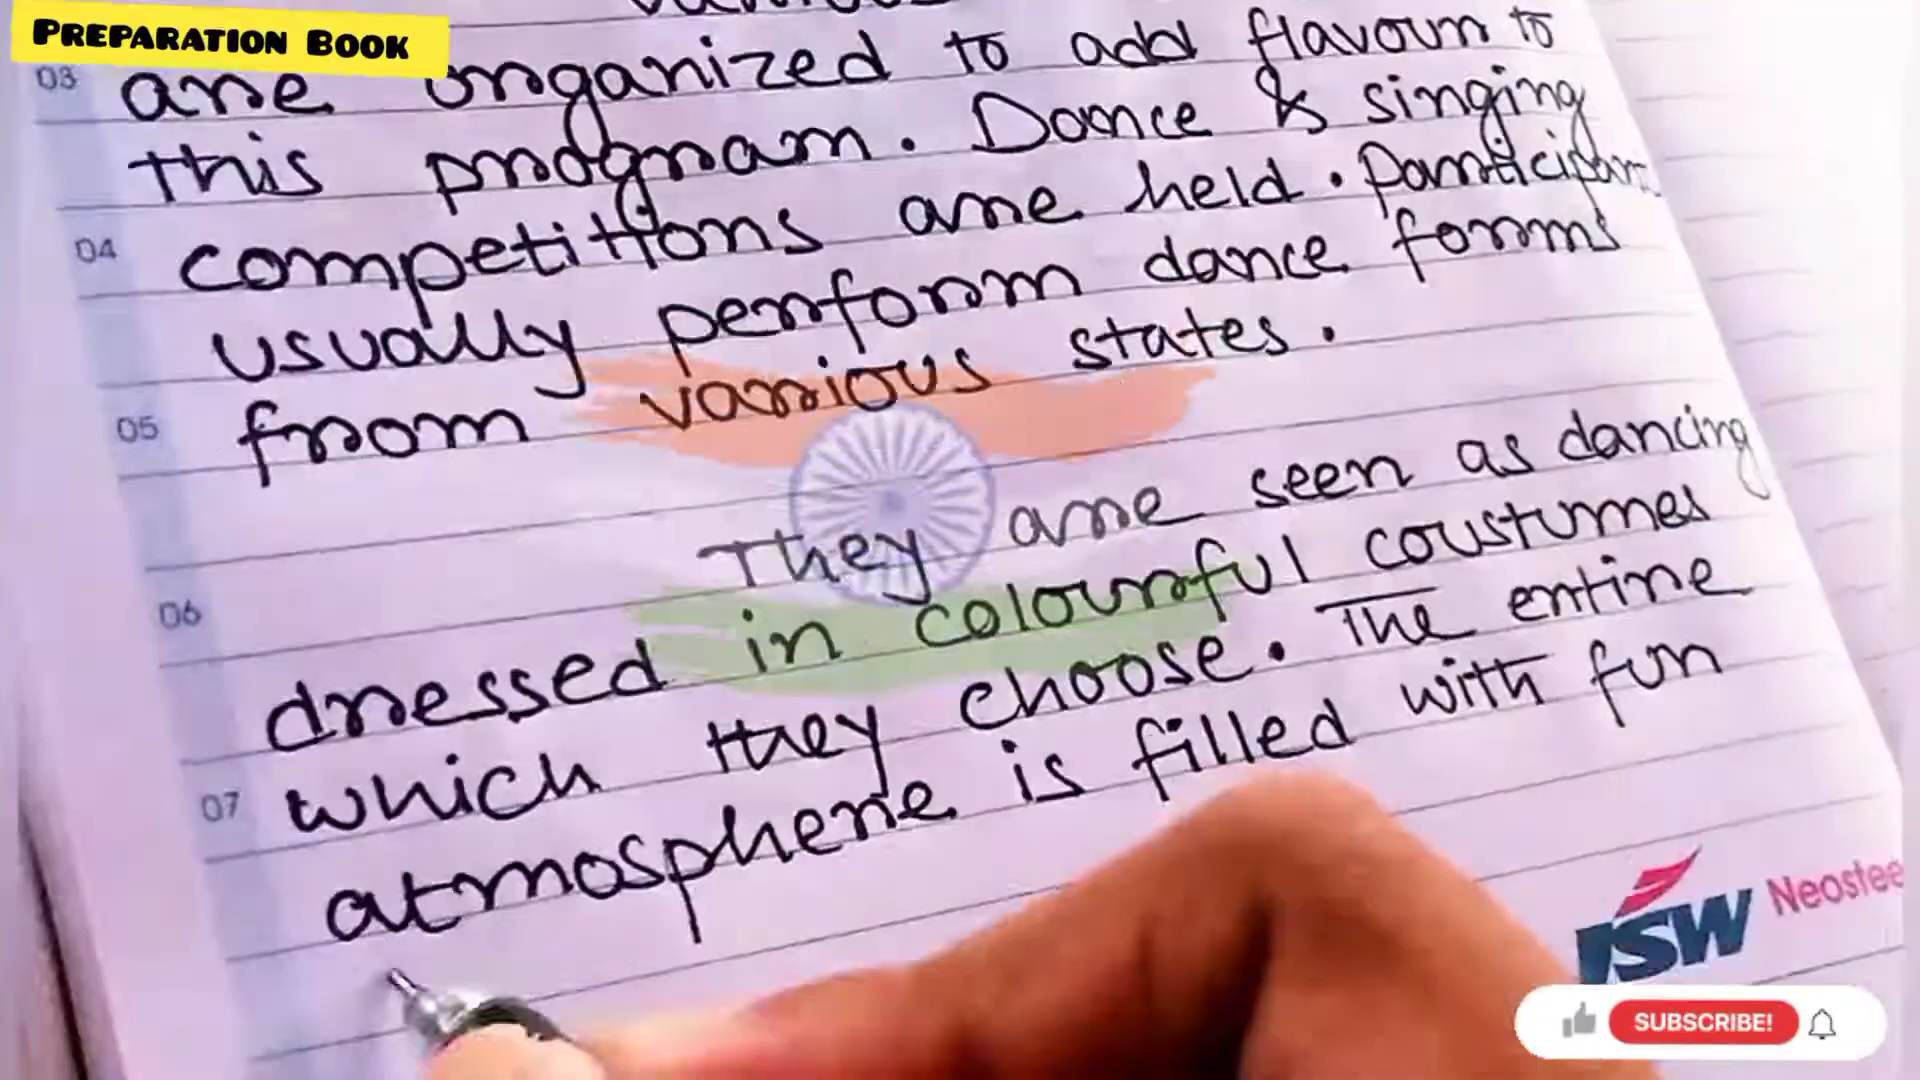 PREPARATION BOOK
03
are organized to add flavour to
this program. Dance & singing
04
competitions are held. Participant
usually perform dance forms
05
from various states.
They are seen as dancing
06
dressed in colourful coustumes
which they choose. The entire
07
atmosphere is filled with fun
JSW Neostee
SUBSCRIBE!